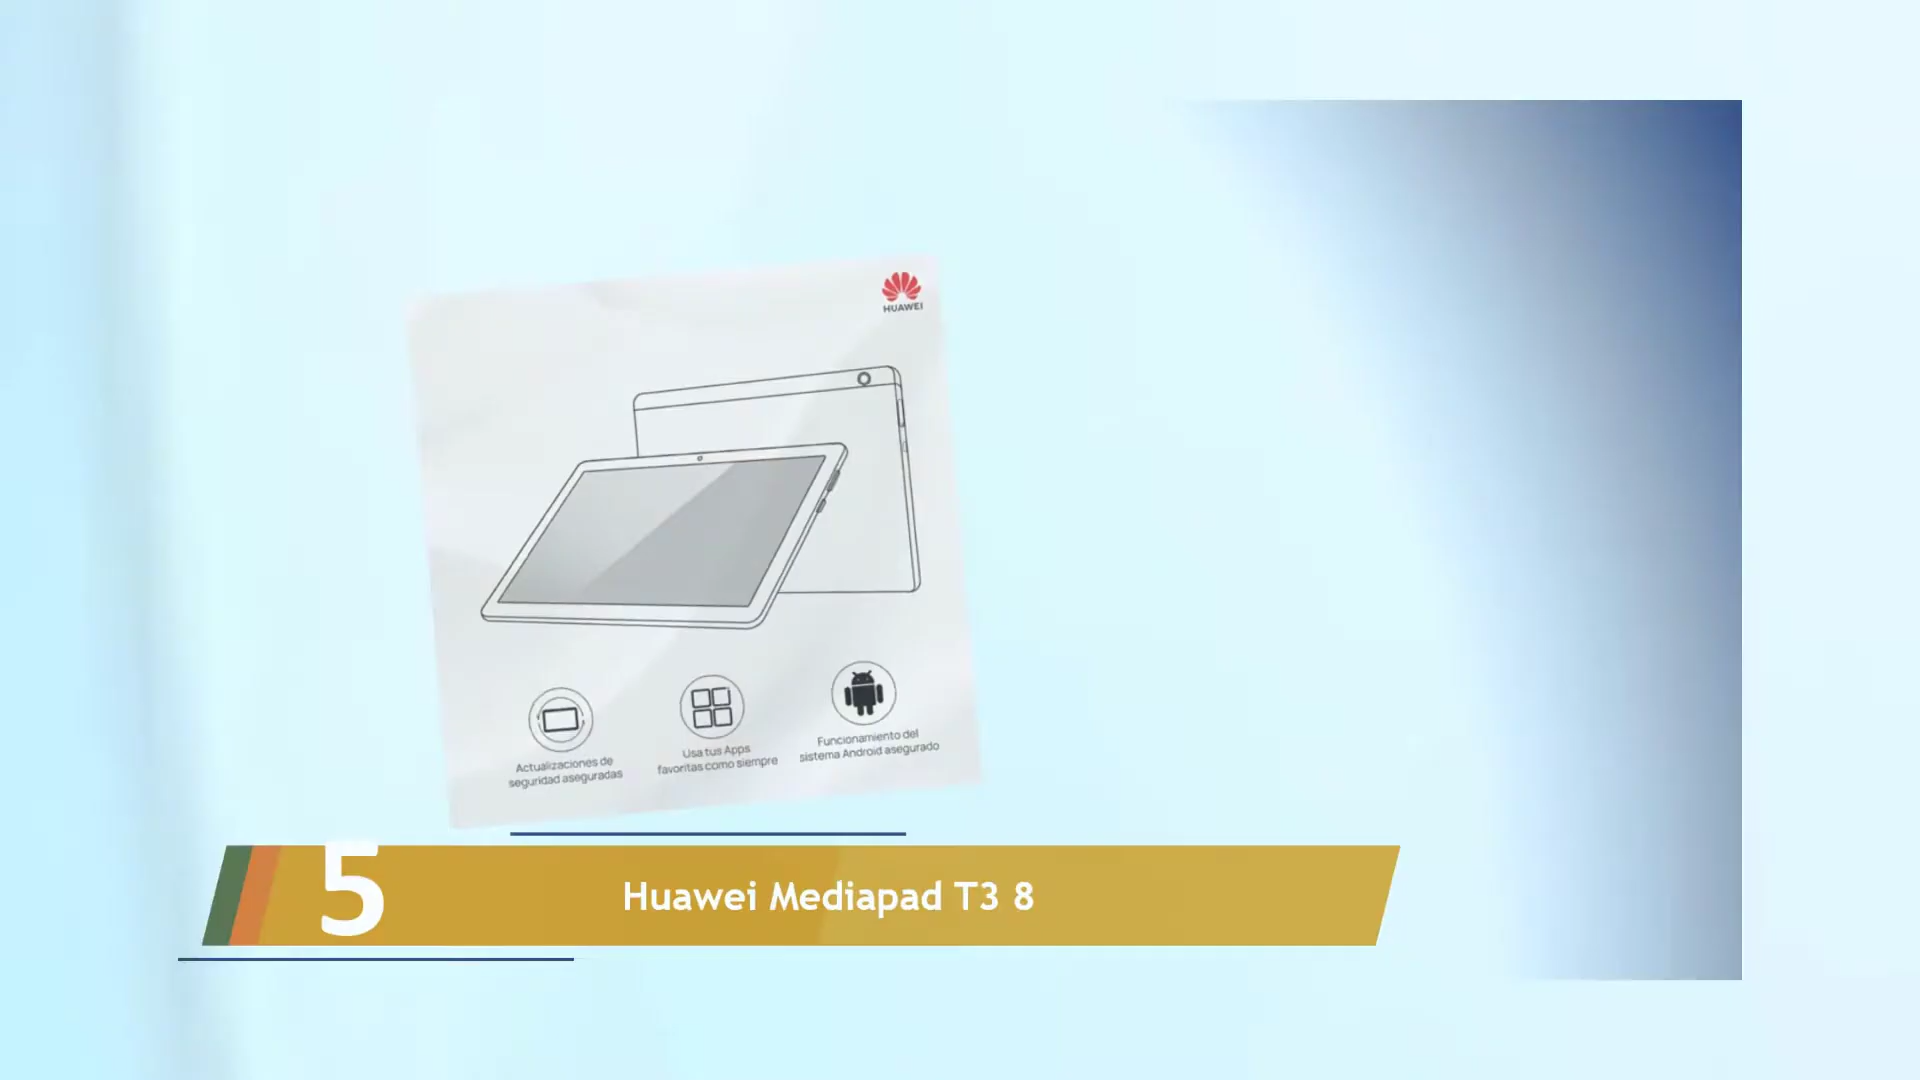 HUAWEI
Actualizaciones de
seguridad aseguradas
Usa tus Apps
favoritas como siempre
Funcionamiento del
sistema Android asegurado
5
Huawei Mediapad T3 8